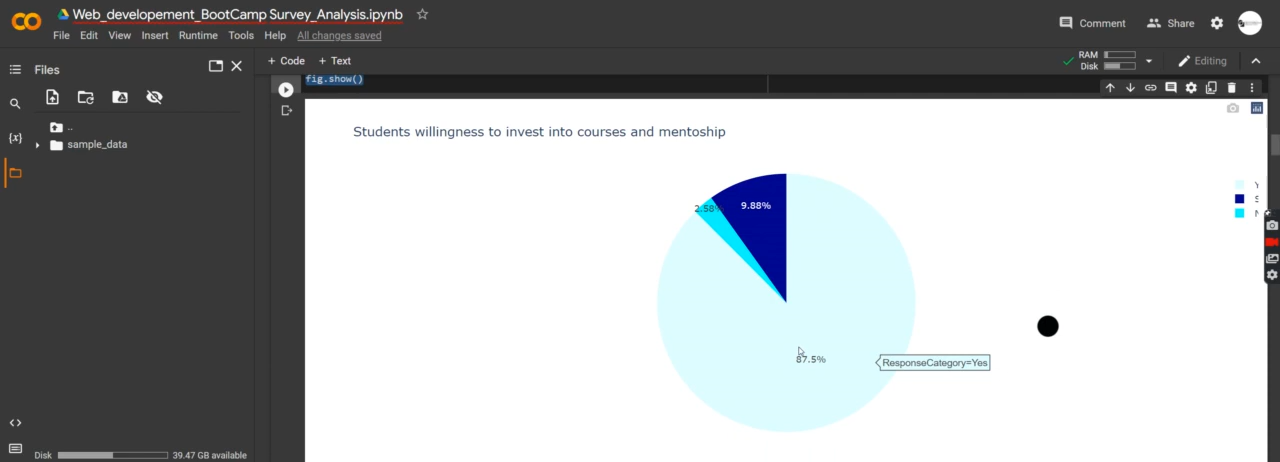 Web_developement_BootCamp Survey_Analysis.ipynb
Comment
Share
File Edit View Insert Runtime Tools Help All changes saved
Files
+ Code + Text
RAM
Disk
Editing
fig.show()
{x}
..
sample_data
Students willingness to invest into courses and mentoship
9.88%
2.58%
87.5%
ResponseCategory=Yes
Y
S
N
Disk
39.47 GB available